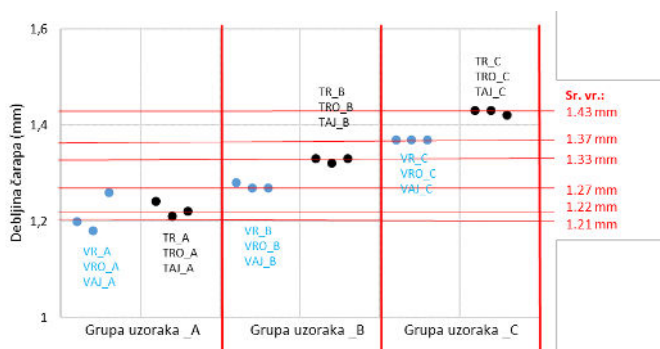 1,6
1,4
1,2
1
Debljina čarapa (mm)
VR_A
VRO_A
VAJ_A
TR_A
TRO_A
TAJ_A
TR_B
TRO_B
TAJ_B
VR_B
VRO_B
VAJ_B
TR_C
TRO_C
TAJ_C
VR_C
VRO_C
VAJ_C
Sr. vr.:
1.43 mm
1.37 mm
1.33 mm
1.27 mm
1.22 mm
1.21 mm
Grupa uzoraka _A
Grupa uzoraka _B
Grupa uzoraka _C